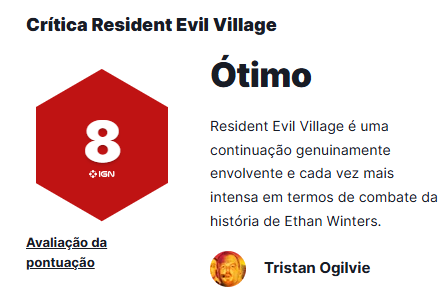 Crítica Resident Evil Village
8
IGN
Avaliação da
pontuação
Ótimo
Resident Evil Village é uma
continuação genuinamente
envolvente e cada vez mais
intensa em termos de combate da
história de Ethan Winters.
Tristan Ogilvie